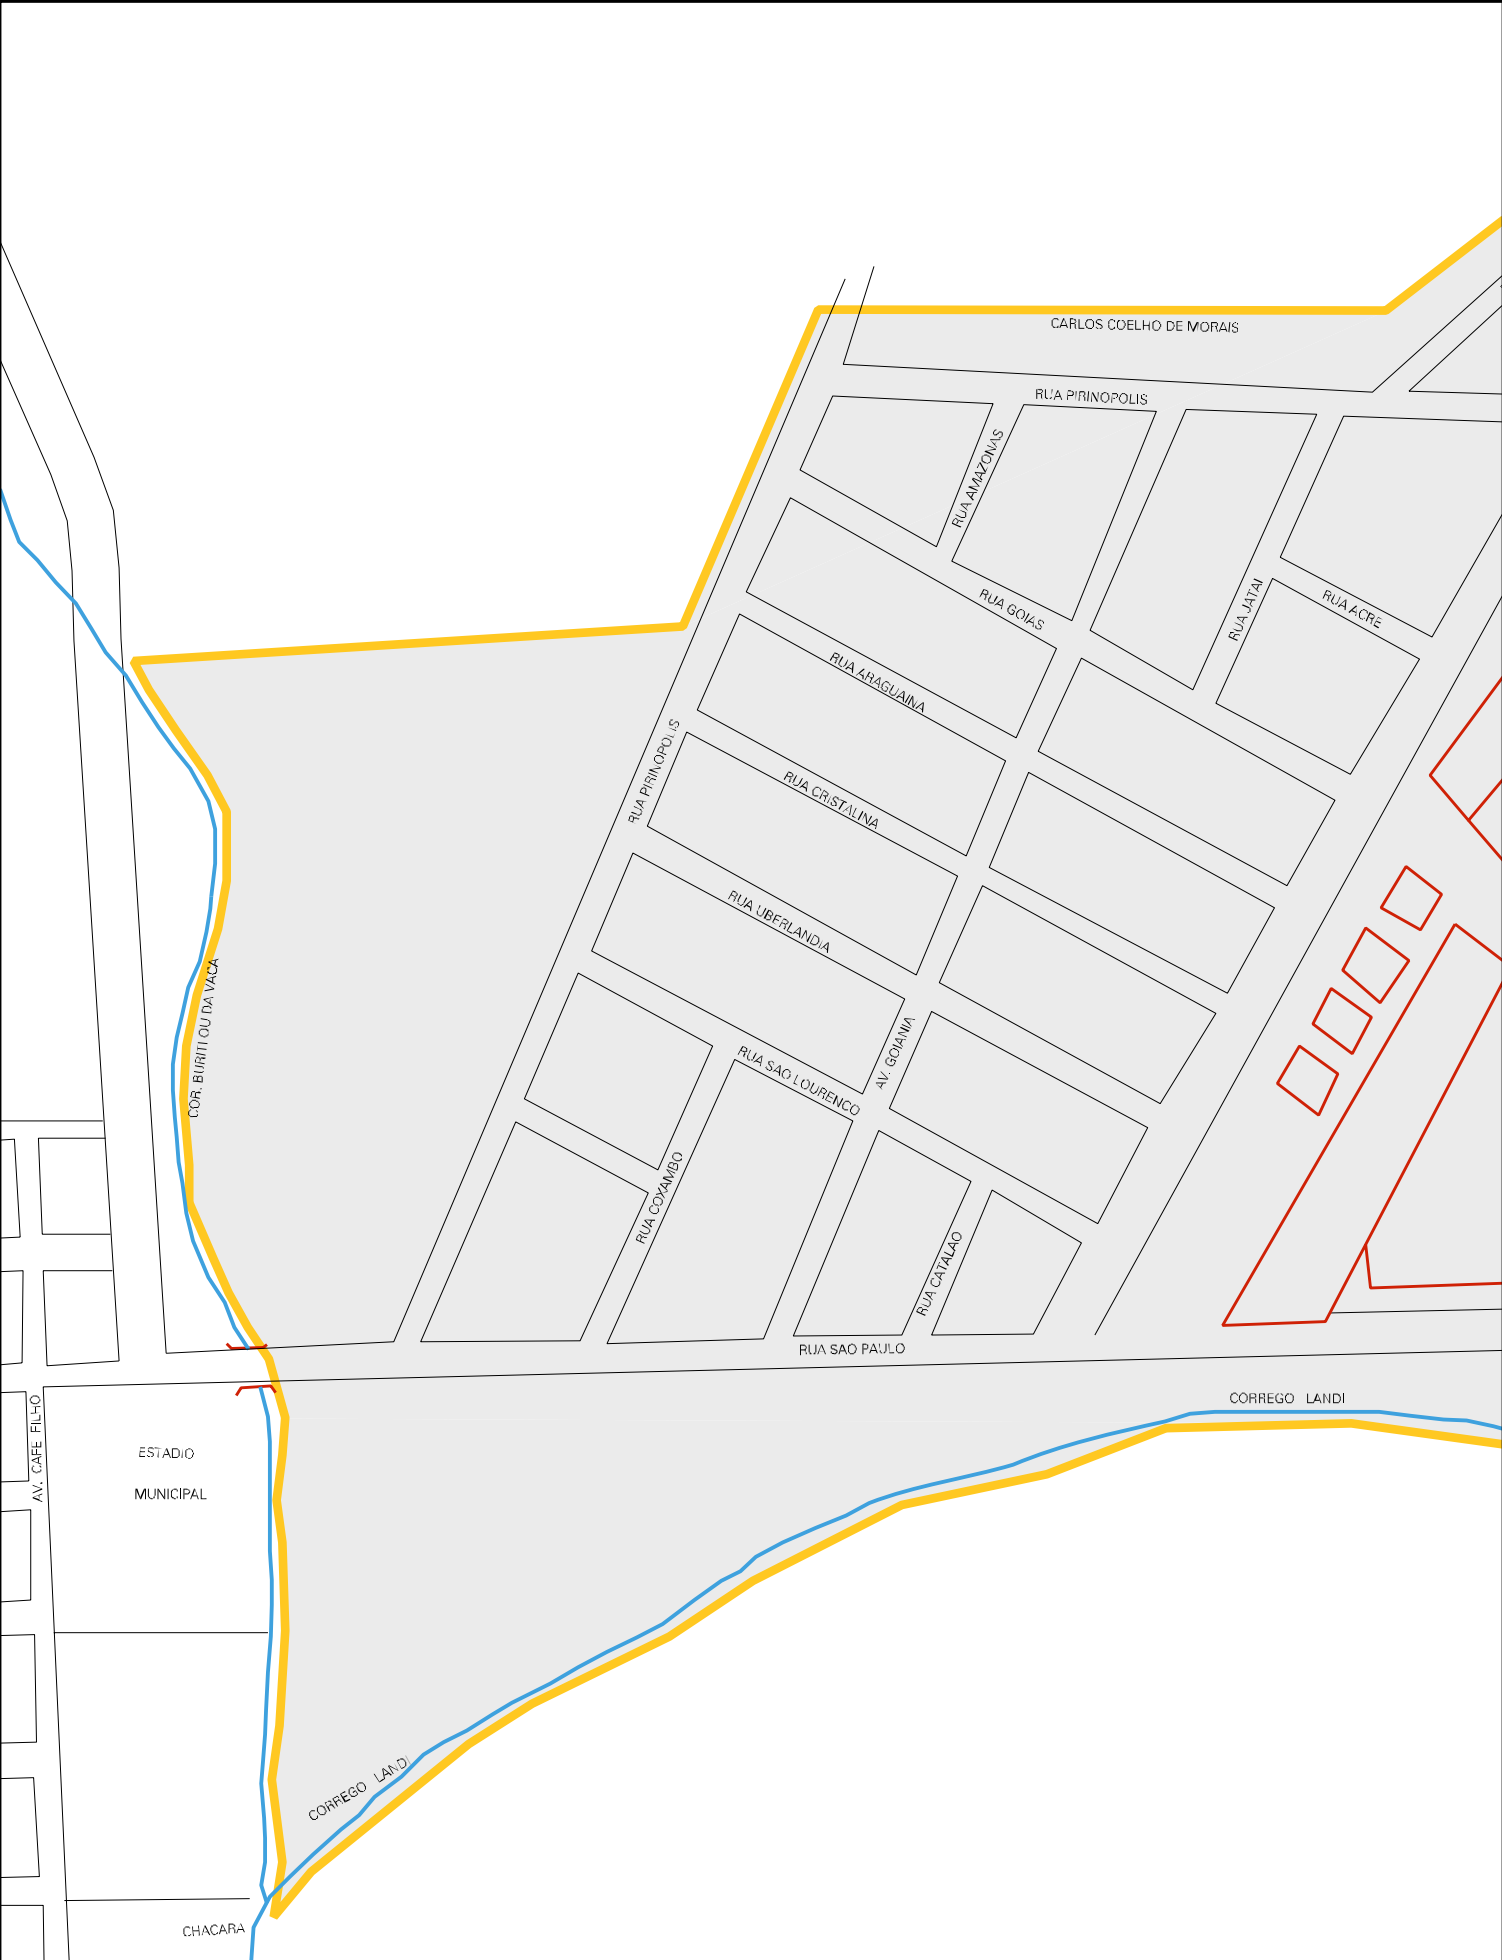 CARLOS COELHO DE MORAIS
RUA PIRINOPOLIS
RUA AMAZONAS
RUA GOIAS
RUA JATAI
RUA ACRE
RUA ARAGUAINA
RUA PIRINOPOLIS
RUA CRISTALINA
RUA UBERLANDIA
COR. BURITI OU DA VACA
AV. GOIANIA
RUA SAO LOURENCO
RUA COXAMBO
RUA CATALAO
RUA SAO PAULO
CORREGO LANDI
AV. CAFE FILHO
ESTADIO
MUNICIPAL
CORREGO LANDI
CHACARA